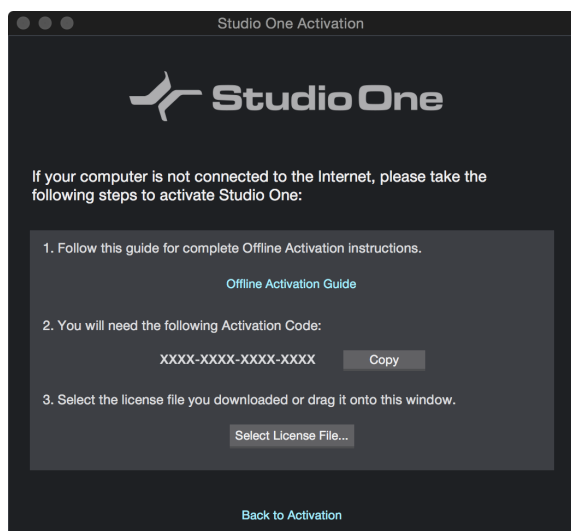 Studio One Activation
Studio One
If your computer is not connected to the Internet, please take the
following steps to activate Studio One:
1. Follow this guide for complete Offline Activation instructions.
Offline Activation Guide
2. You will need the following Activation Code:
XXXX-XXXX-XXXX-XXXX Copy
3. Select the license file you downloaded or drag it onto this window.
Select License File...
Back to Activation